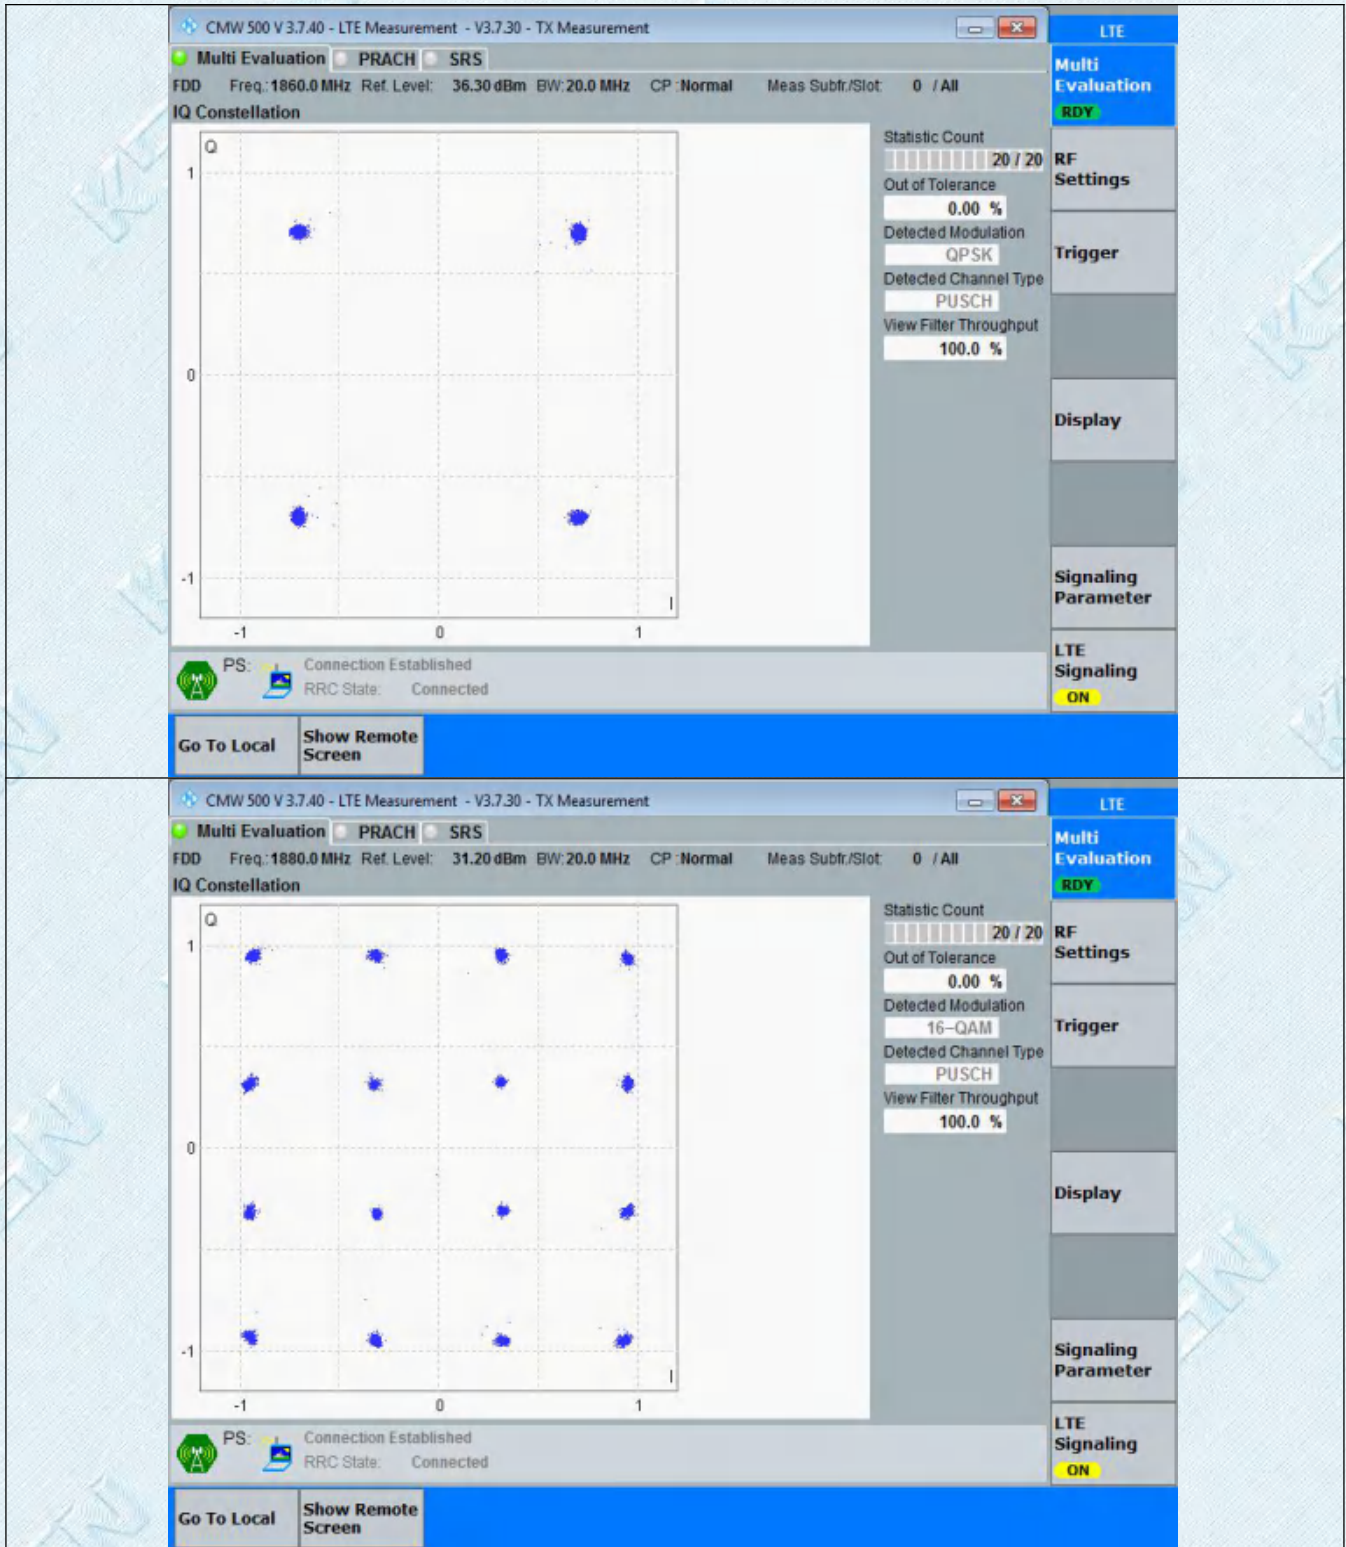 CMW 500 V 3.7.40 - LTE Measurement - V3.7.30 - TX Measurement
LTE
Multi Evaluation PRACH SRS
FDD Freq.: 1860.0 MHz Ref. Level: 36.30 dBm BW: 20.0 MHz CP : Normal Meas Subfr./Slot: 0 / All
IQ Constellation
Q
1
0
-1
I
-1 0 1
Statistic Count
20 / 20
Out of Tolerance
0.00 %
Detected Modulation
QPSK
Detected Channel Type
PUSCH
View Filter Throughput
100.0 %
Multi
Evaluation
RDY
RF
Settings
Trigger
Display
Signaling
Parameter
LTE
Signaling
ON
PS: Connection Established
RRC State: Connected
Go To Local
Show Remote
Screen
CMW 500 V 3.7.40 - LTE Measurement - V3.7.30 - TX Measurement
LTE
Multi Evaluation PRACH SRS
FDD Freq.: 1880.0 MHz Ref. Level: 31.20 dBm BW: 20.0 MHz CP : Normal Meas Subfr./Slot: 0 / All
IQ Constellation
Q
1
0
-1
I
-1 0 1
Statistic Count
20 / 20
Out of Tolerance
0.00 %
Detected Modulation
16-QAM
Detected Channel Type
PUSCH
View Filter Throughput
100.0 %
Multi
Evaluation
RDY
RF
Settings
Trigger
Display
Signaling
Parameter
LTE
Signaling
ON
PS: Connection Established
RRC State: Connected
Go To Local
Show Remote
Screen